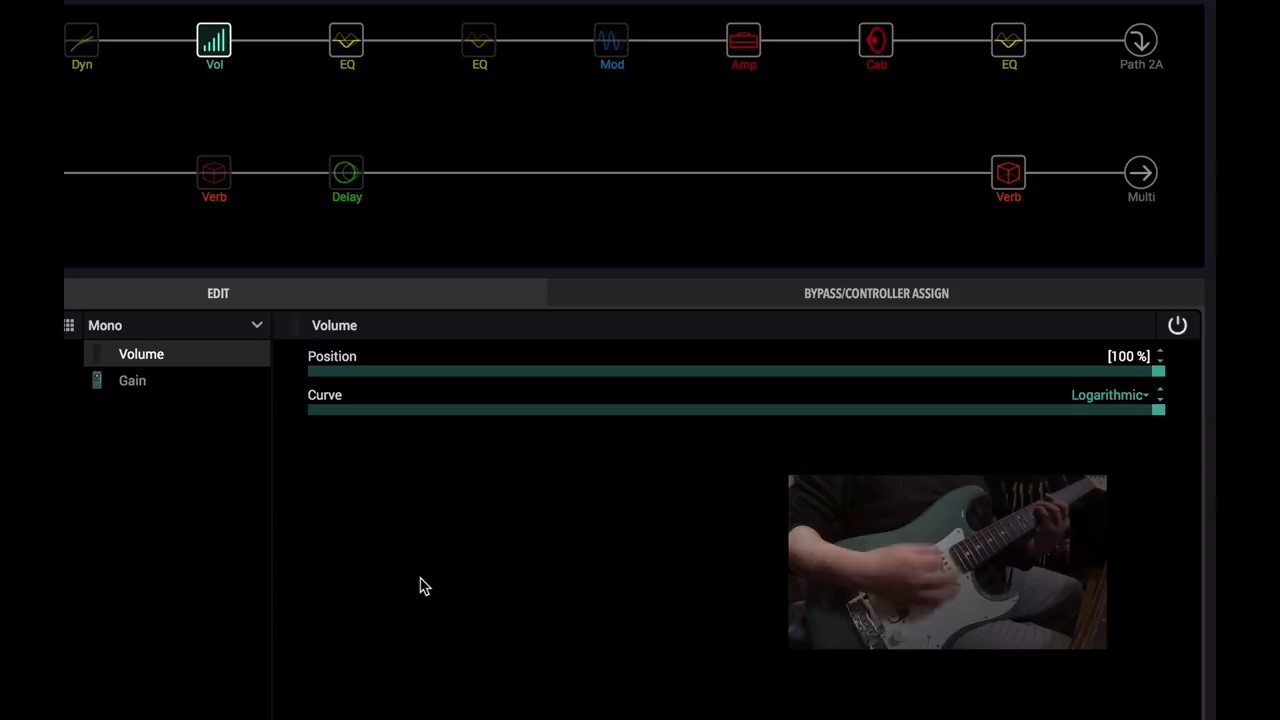 Dyn Vol EQ EQ Mod Amp Cab EQ Path 2A
Verb Delay Verb Multi
EDIT BYPASS/CONTROLLER ASSIGN
Mono Volume
Volume Position [100 %]
Gain
Curve Logarithmic